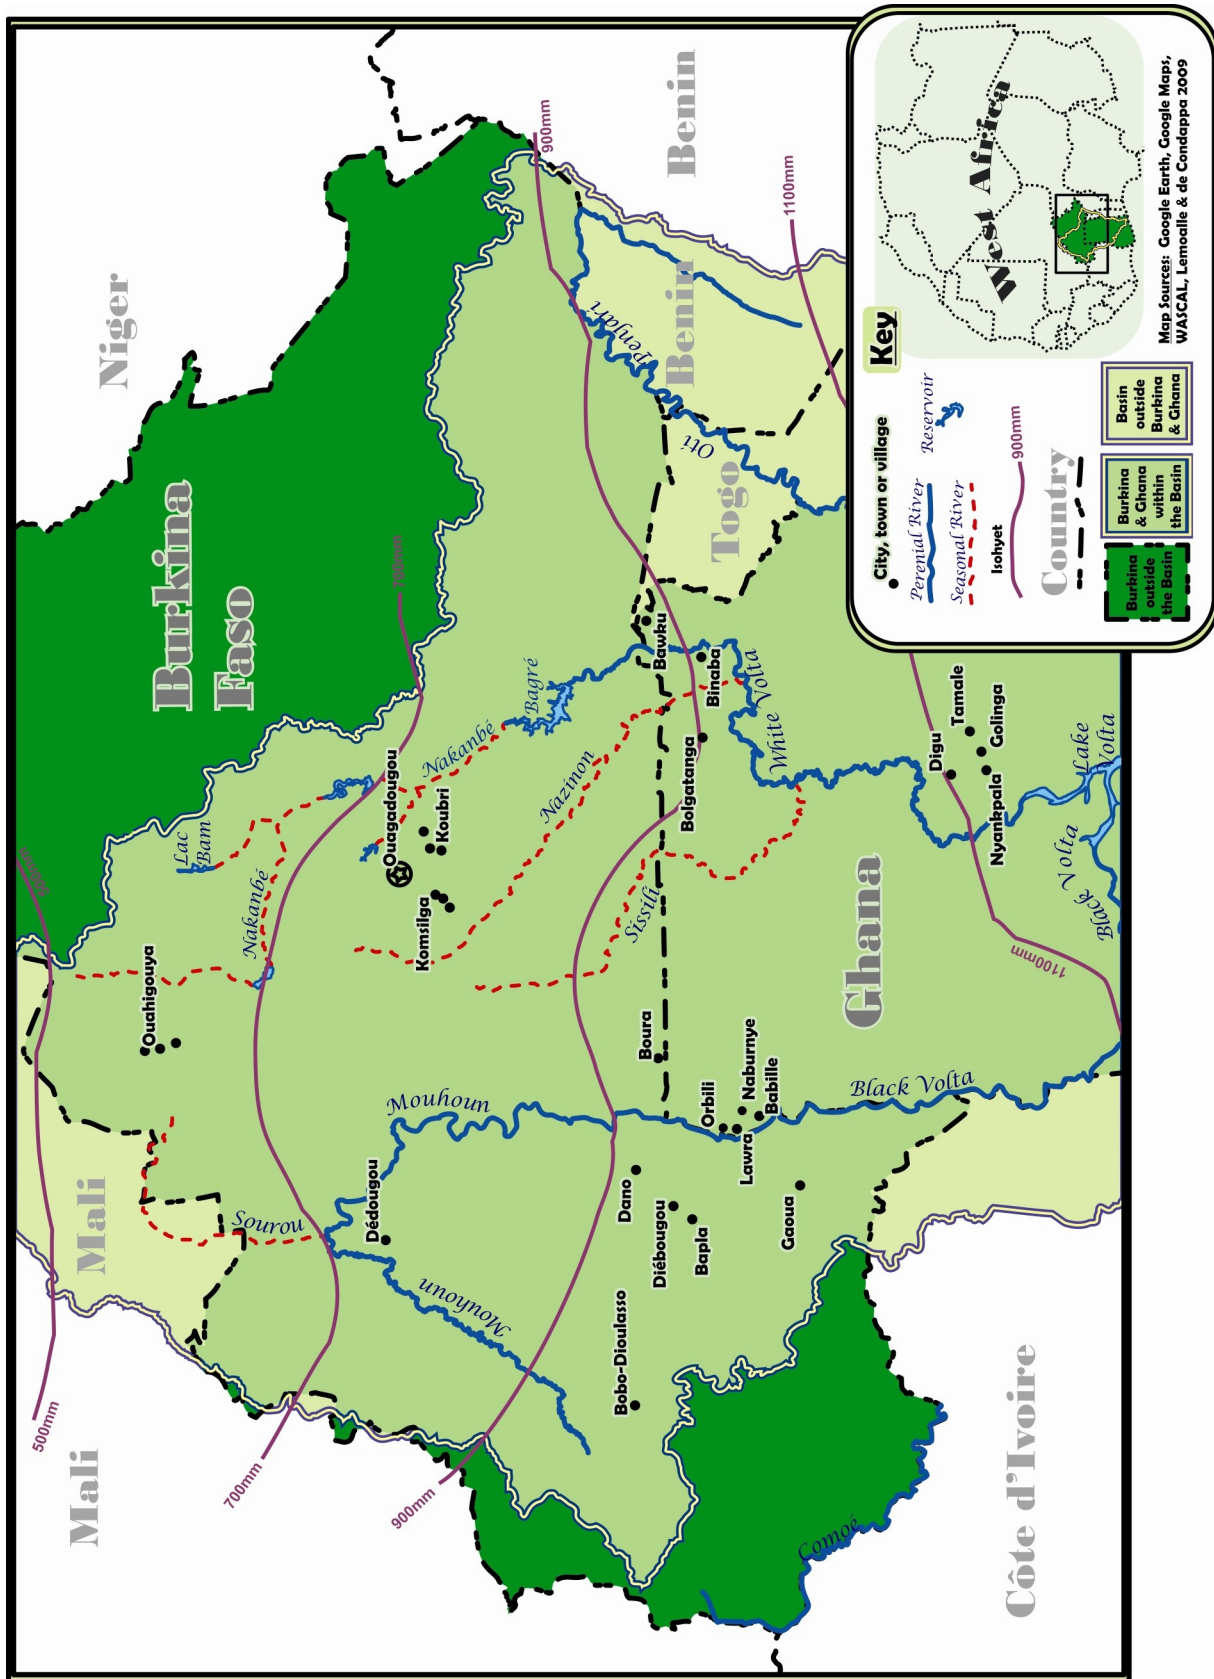 Mali
Mali
Niger
Burkina
Faso
Benin
Benin
Togo
Ghana
Côte d'Ivoire
500mm
500mm
700mm
700mm
900mm
900mm
1100mm
1100mm
Ouahigouya
Lac
Bam
Nakanbé
Nakanbé
Sourou
Mouhoun
Mouhoun
Dédougou
Ouagadougou
Koubri
Komsilga
Bagré
Nazinon
Sissili
Penjari
Oti
Bawku
Binaba
Bolgatanga
White Volta
Boura
Orbili
Naburnye
Babille
Lawra
Dano
Diébougou
Bapla
Gaoua
Bobo-Dioulasso
Black Volta
Black Volta
Comoé
Digu
Tamale
Golinga
Nyankpala
Lake
Volta
Key
City, town or village
Perenial River
Reservoir
Seasonal River
Isohyet
900mm
Country
Burkina
outside
the Basin
Burkina
& Ghana
within
the Basin
Basin
outside
Burkina
& Ghana
West Africa
Map Sources: Google Earth, Google Maps,
WASCAL, Lemoalle & de Condappa 2009